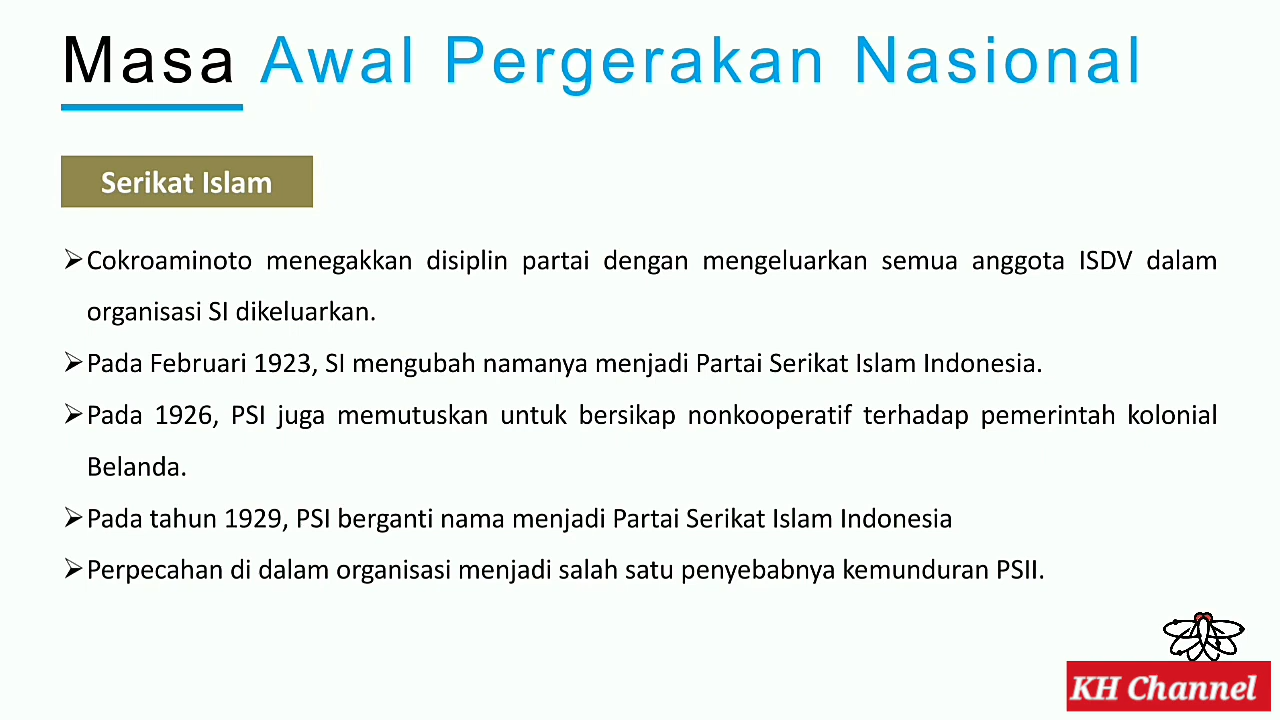 Masa Awal Pergerakan Nasional
Serikat Islam
➢Cokroaminoto menegakkan disiplin partai dengan mengeluarkan semua anggota ISDV dalam
organisasi SI dikeluarkan.
➢Pada Februari 1923, SI mengubah namanya menjadi Partai Serikat Islam Indonesia.
➢Pada 1926, PSI juga memutuskan untuk bersikap nonkooperatif terhadap pemerintah kolonial
Belanda.
➢Pada tahun 1929, PSI berganti nama menjadi Partai Serikat Islam Indonesia
➢Perpecahan di dalam organisasi menjadi salah satu penyebabnya kemunduran PSII.
KH Channel